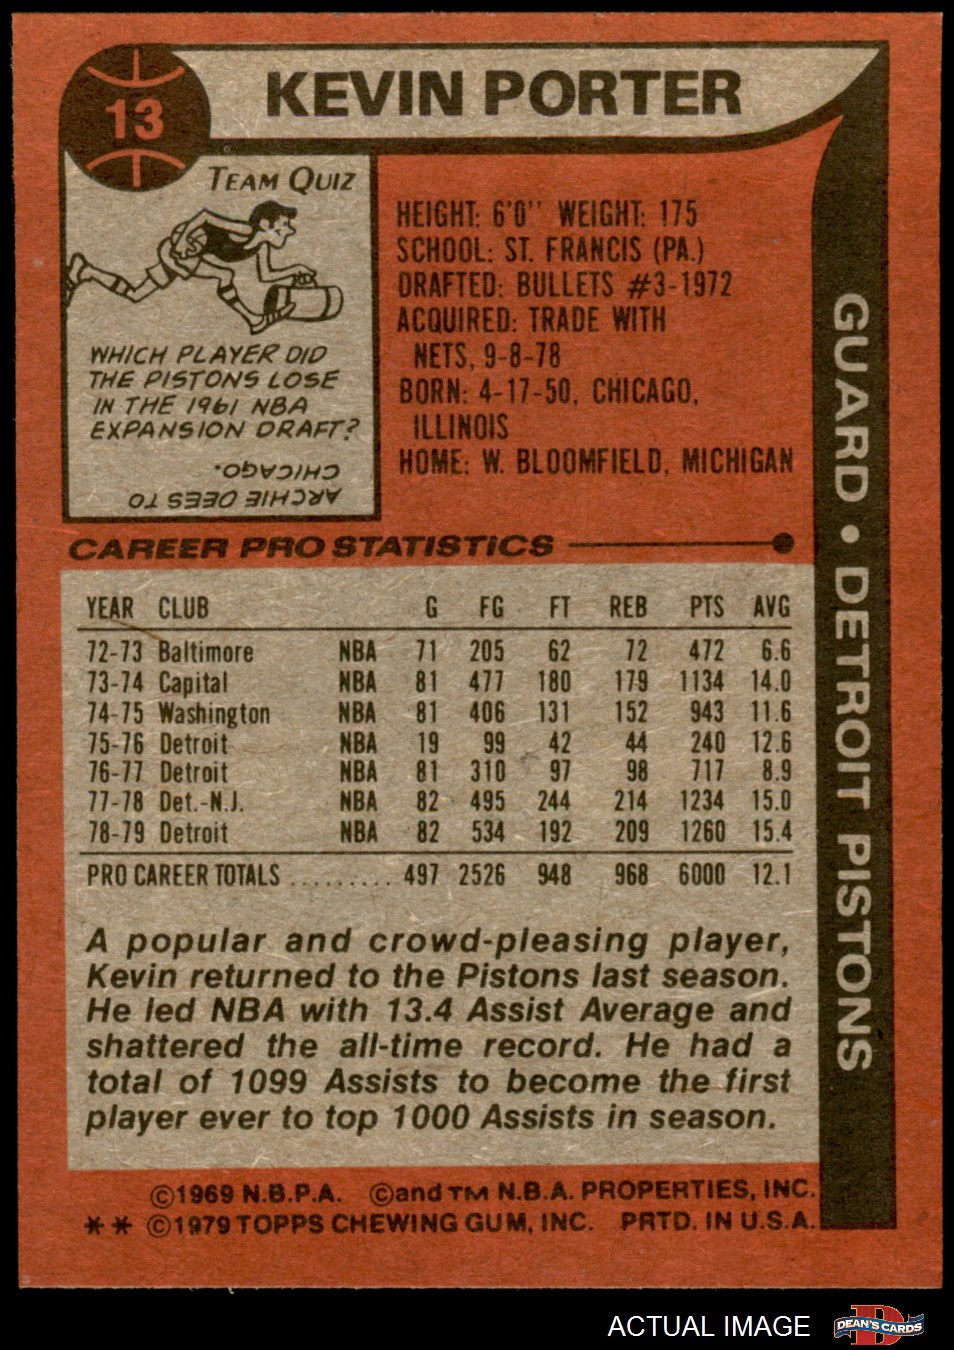 13
KEVIN PORTER
TEAM QUIZ
WHICH PLAYER DID
THE PISTONS LOSE
IN THE 1961 NBA
EXPANSION DRAFT?
ARCHIE DEES TO
CHICAGO.
HEIGHT: 6'0" WEIGHT: 175
SCHOOL: ST. FRANCIS (PA.)
DRAFTED: BULLETS #3-1972
ACQUIRED: TRADE WITH
NETS, 9-8-78
BORN: 4-17-50, CHICAGO,
ILLINOIS
HOME: W. BLOOMFIELD, MICHIGAN
GUARD • DETROIT PISTONS
CAREER PRO STATISTICS
YEAR CLUB G FG FT REB PTS AVG
72-73 Baltimore NBA 71 205 62 72 472 6.6
73-74 Capital NBA 81 477 180 179 1134 14.0
74-75 Washington NBA 81 406 131 152 943 11.6
75-76 Detroit NBA 19 99 42 44 240 12.6
76-77 Detroit NBA 81 310 97 98 717 8.9
77-78 Det.-N.J. NBA 82 495 244 214 1234 15.0
78-79 Detroit NBA 82 534 192 209 1260 15.4
PRO CAREER TOTALS .......... 497 2526 948 968 6000 12.1
A popular and crowd-pleasing player,
Kevin returned to the Pistons last season.
He led NBA with 13.4 Assist Average and
shattered the all-time record. He had a
total of 1099 Assists to become the first
player ever to top 1000 Assists in season.
©1969 N.B.P.A. ©and TM N.B.A. PROPERTIES, INC.
** ©1979 TOPPS CHEWING GUM, INC. PRTD. IN U.S.A.
ACTUAL IMAGE
D
DEAN'S CARDS